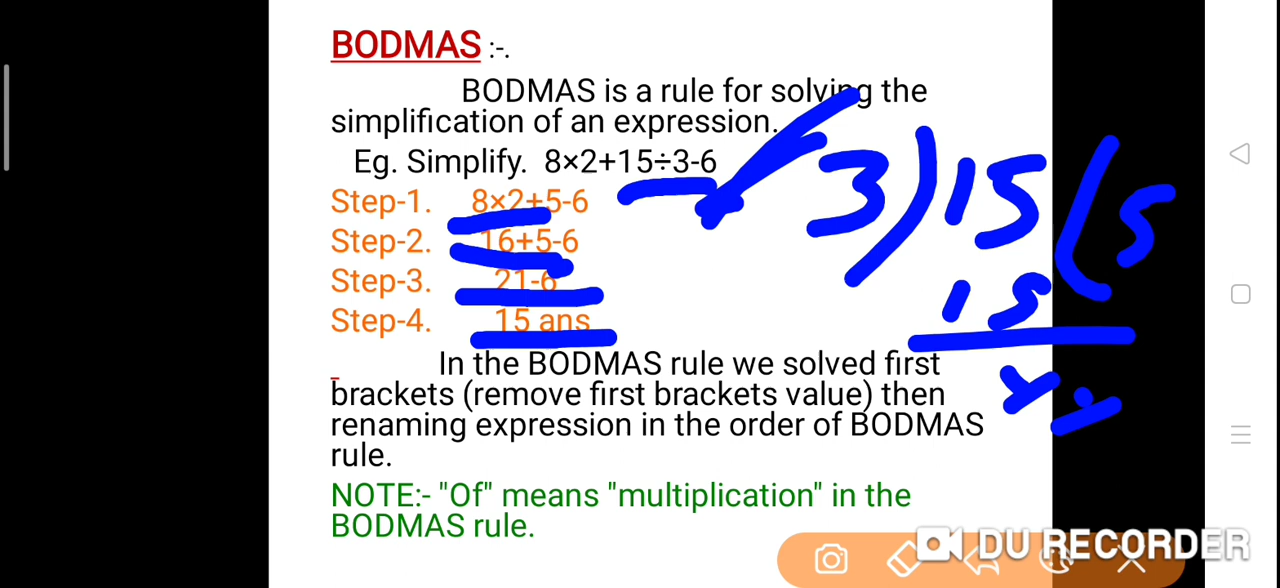 BODMAS :-.
BODMAS is a rule for solving the
simplification of an expression.
Eg. Simplify. 8×2+15÷3-6
Step-1. 8×2+5-6
Step-2. 16+5-6
Step-3. 21-6
Step-4. 15 ans
3)15(5
15
In the BODMAS rule we solved first
brackets (remove first brackets value) then
renaming expression in the order of BODMAS
rule.
NOTE:- "Of" means "multiplication" in the
BODMAS rule.
DU RECORDER